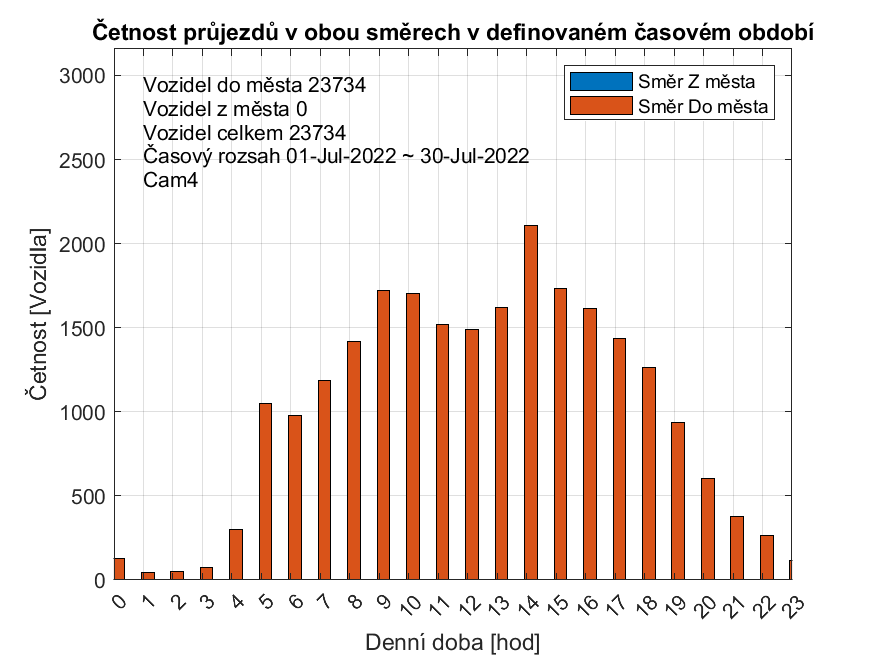 Četnost průjezdů v obou směrech v definovaném časovém období
Vozidel do města 23734
Vozidel z města 0
Vozidel celkem 23734
Časový rozsah 01-Jul-2022 ~ 30-Jul-2022
Cam4
Směr Z města
Směr Do města
Četnost [Vozidla]
3000
2500
2000
1500
1000
500
0
0 1 2 3 4 5 6 7 8 9 10 11 12 13 14 15 16 17 18 19 20 21 22 23
Denní doba [hod]